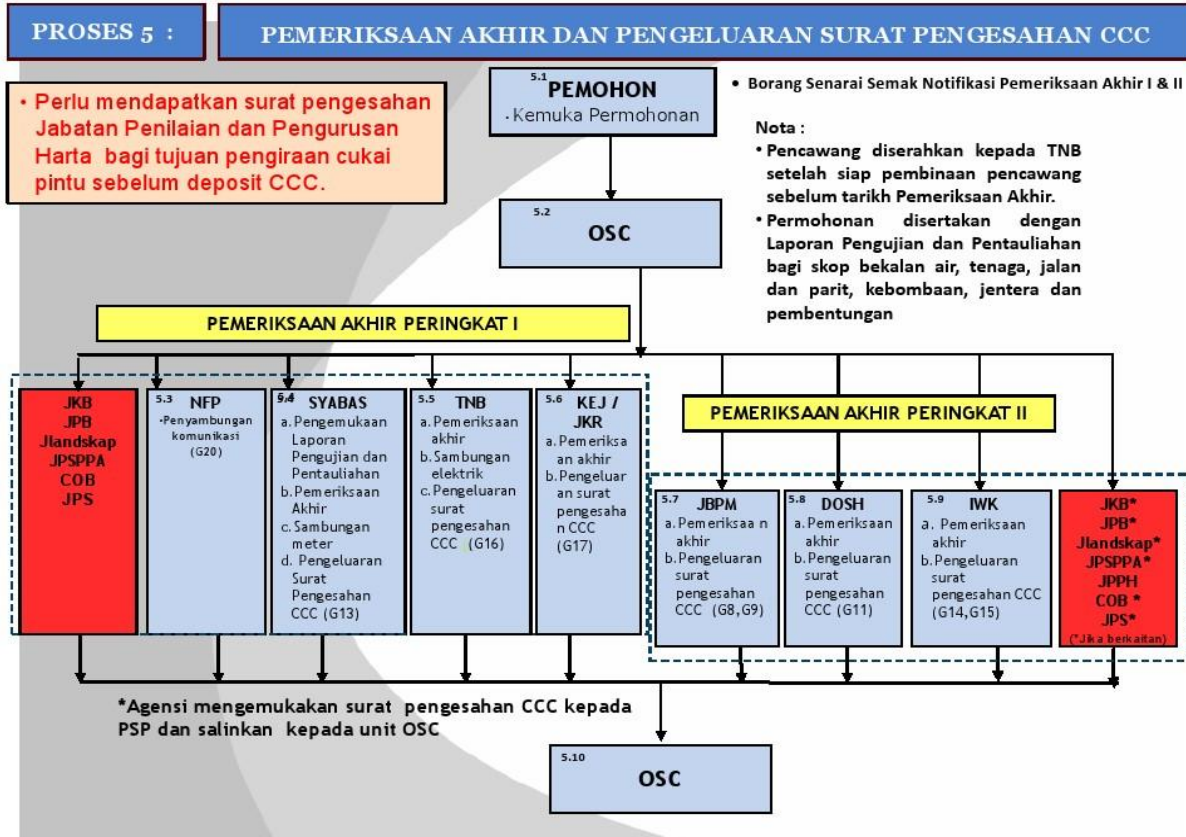 PROSES 5 :
PEMERIKSAAN AKHIR DAN PENGELUARAN SURAT PENGESAHAN CCC
• Perlu mendapatkan surat pengesahan
Jabatan Penilaian dan Pengurusan
Harta bagi tujuan pengiraan cukai
pintu sebelum deposit CCC.
5.1
PEMOHON
• Kemuka Permohonan
• Borang Senarai Semak Notifikasi Pemeriksaan Akhir I & II
Nota :
• Pencawang diserahkan kepada TNB
setelah siap pembinaan pencawang
sebelum tarikh Pemeriksaan Akhir.
• Permohonan disertakan dengan
Laporan Pengujian dan Pentauliahan
bagi skop bekalan air, tenaga, jalan
dan parit, kebombaan, jentera dan
pembentungan
5.2
OSC
PEMERIKSAAN AKHIR PERINGKAT I
JKB
JPB
Jlandskap
JPSPPA
COB
JPS
5.3 NFP
•Penyambungan
komunikasi
(G20)
5.4 SYABAS
a. Pengemukaan
Laporan
Pengujian dan
Pentauliahan
b. Pemeriksaan
Akhir
c. Sambungan
meter
d. Pengeluaran
Surat
Pengesahan
CCC (G13)
5.5 TNB
a. Pemeriksaan
akhir
b. Sambungan
elektrik
c. Pengeluaran
surat
pengesahan
CCC (G16)
5.6 KEJ /
JKR
a. Pemeriks
an akhir
b. Pengeluar
an surat
pengesaha
n CCC
(G17)
PEMERIKSAAN AKHIR PERINGKAT II
5.7 JBPM
a. Pemeriksaa n
akhir
b. Pengeluaran
surat
pengesahan
CCC (G8,G9)
5.8 DOSH
a. Pemeriksaan
akhir
b. Pengeluaran
surat
pengesahan
CCC (G11)
5.9 IWK
a. Pemeriksaan
akhir
b. Pengeluaran
surat
pengesahan CCC
(G14,G15)
JKB*
JPB*
Jlandskap*
JPSPPA*
JPPH
COB *
JPS*
(*Jika berkaitan)
*Agensi mengemukakan surat pengesahan CCC kepada
PSP dan salinkan kepada unit OSC
5.10
OSC